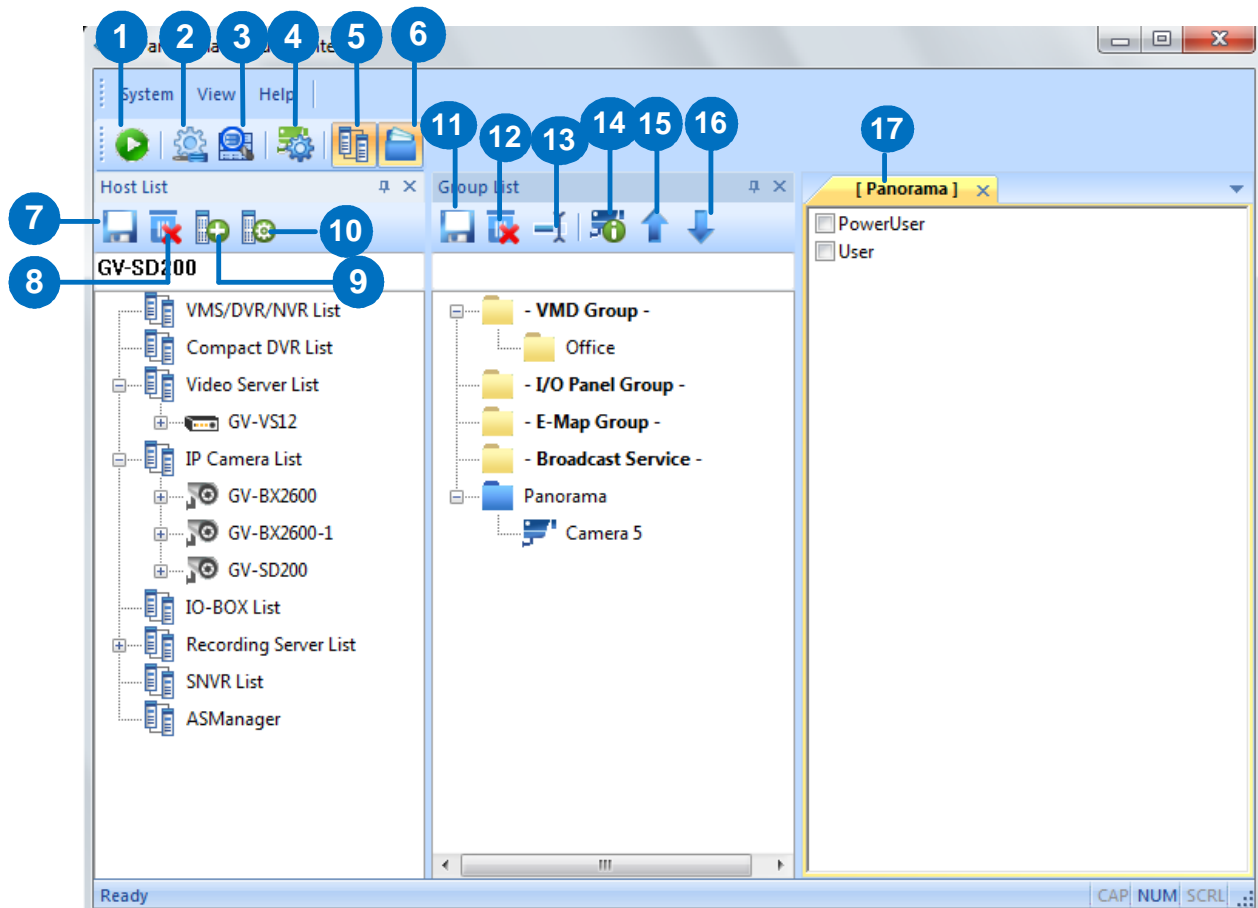 1 2 3 4 5 6
System View Help
11 12 13 14 15 16
17
Host List
Group List
[ Panorama ]
7
10
8
9
GV-SD200
PowerUser
User
VMS/DVR/NVR List
Compact DVR List
Video Server List
GV-VS12
IP Camera List
GV-BX2600
GV-BX2600-1
GV-SD200
IO-BOX List
Recording Server List
SNVR List
ASManager
- VMD Group -
Office
- I/O Panel Group -
- E-Map Group -
- Broadcast Service -
Panorama
Camera 5
Ready
CAP NUM SCRL